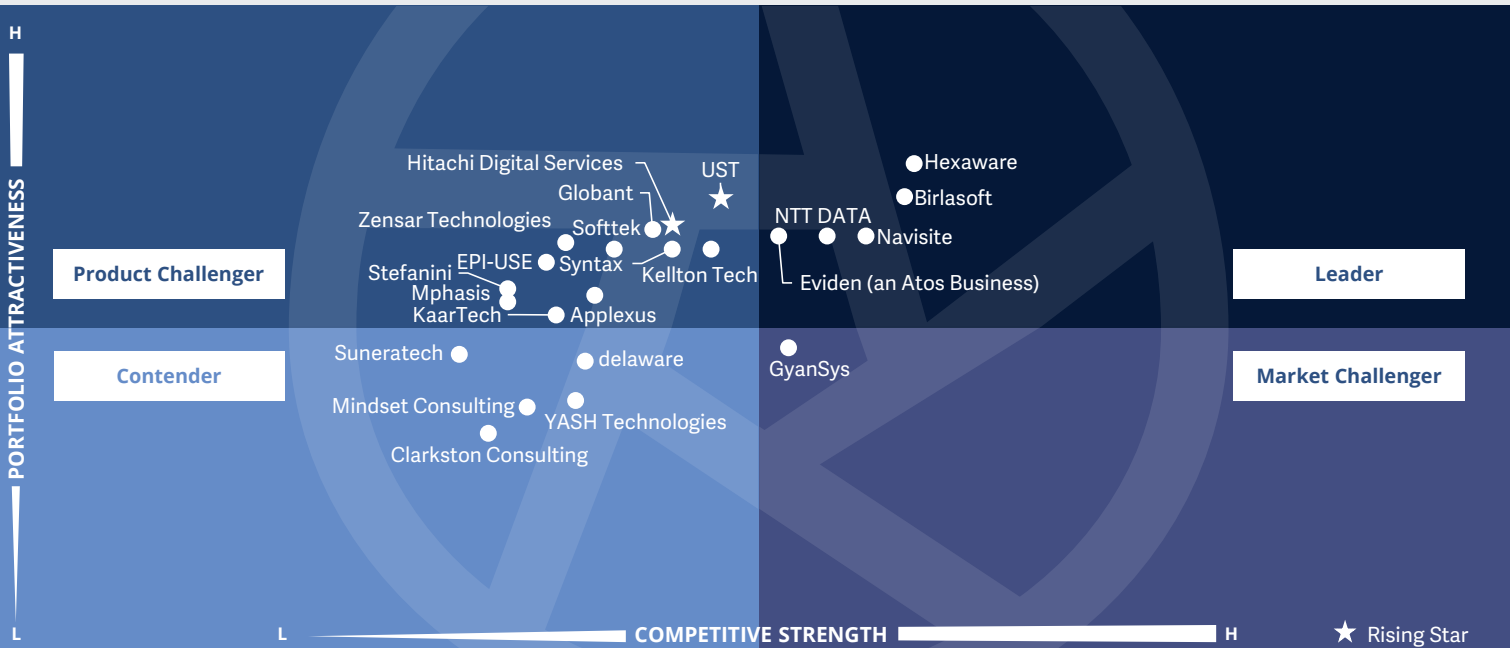 H
PORTFOLIO ATTRACTIVENESS
L
Hitachi Digital Services
UST
Globant
Zensar Technologies
Softtek
EPI-USE
Syntax
Stefanini
Kellton Tech
Mphasis
KaarTech
Applexus
Product Challenger
Hexaware
Birlasoft
NTT DATA
Navisite
Eviden (an Atos Business)
Leader
Contender
Suneratech
delaware
Mindset Consulting
YASH Technologies
Clarkston Consulting
GyanSys
Market Challenger
L
COMPETITIVE STRENGTH
H
Rising Star